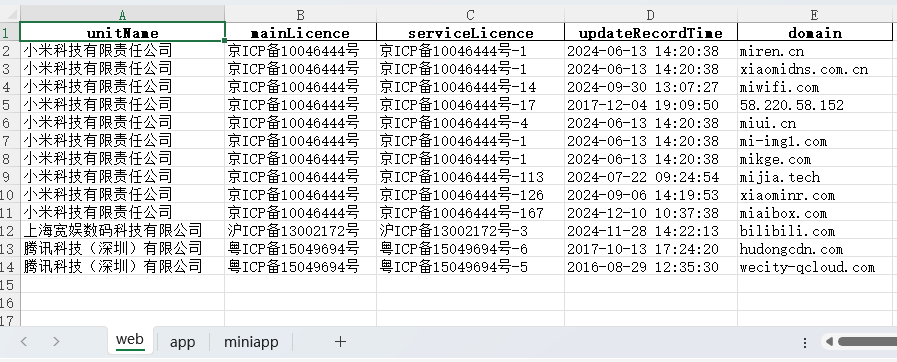 A B C D E
1 unitName mainLicence serviceLicence updateRecordTime domain
2 小米科技有限责任公司 京ICP备10046444号 京ICP备10046444号-1 2024-06-13 14:20:38 miren.cn
3 小米科技有限责任公司 京ICP备10046444号 京ICP备10046444号-1 2024-06-13 14:20:38 xiaomidns.com.cn
4 小米科技有限责任公司 京ICP备10046444号 京ICP备10046444号-14 2024-09-30 13:07:27 miwifi.com
5 小米科技有限责任公司 京ICP备10046444号 京ICP备10046444号-17 2017-12-04 19:09:50 58.220.58.152
6 小米科技有限责任公司 京ICP备10046444号 京ICP备10046444号-4 2024-06-13 14:20:38 miui.cn
7 小米科技有限责任公司 京ICP备10046444号 京ICP备10046444号-1 2024-06-13 14:20:38 mi-img1.com
8 小米科技有限责任公司 京ICP备10046444号 京ICP备10046444号-1 2024-06-13 14:20:38 mikge.com
9 小米科技有限责任公司 京ICP备10046444号 京ICP备10046444号-113 2024-07-22 09:24:54 mijia.tech
10 小米科技有限责任公司 京ICP备10046444号 京ICP备10046444号-126 2024-09-06 14:19:53 xiaominr.com
11 小米科技有限责任公司 京ICP备10046444号 京ICP备10046444号-167 2024-12-10 10:37:38 miaibox.com
12 上海宽娱数码科技有限公司 沪ICP备13002172号 沪ICP备13002172号-3 2024-11-28 14:22:13 bilibili.com
13 腾讯科技（深圳）有限公司 粤ICP备15049694号 粤ICP备15049694号-6 2017-10-13 17:24:20 hudongcdn.com
14 腾讯科技（深圳）有限公司 粤ICP备15049694号 粤ICP备15049694号-5 2016-08-29 12:35:30 wecity-qcloud.com
15
16
17
web app miniapp +